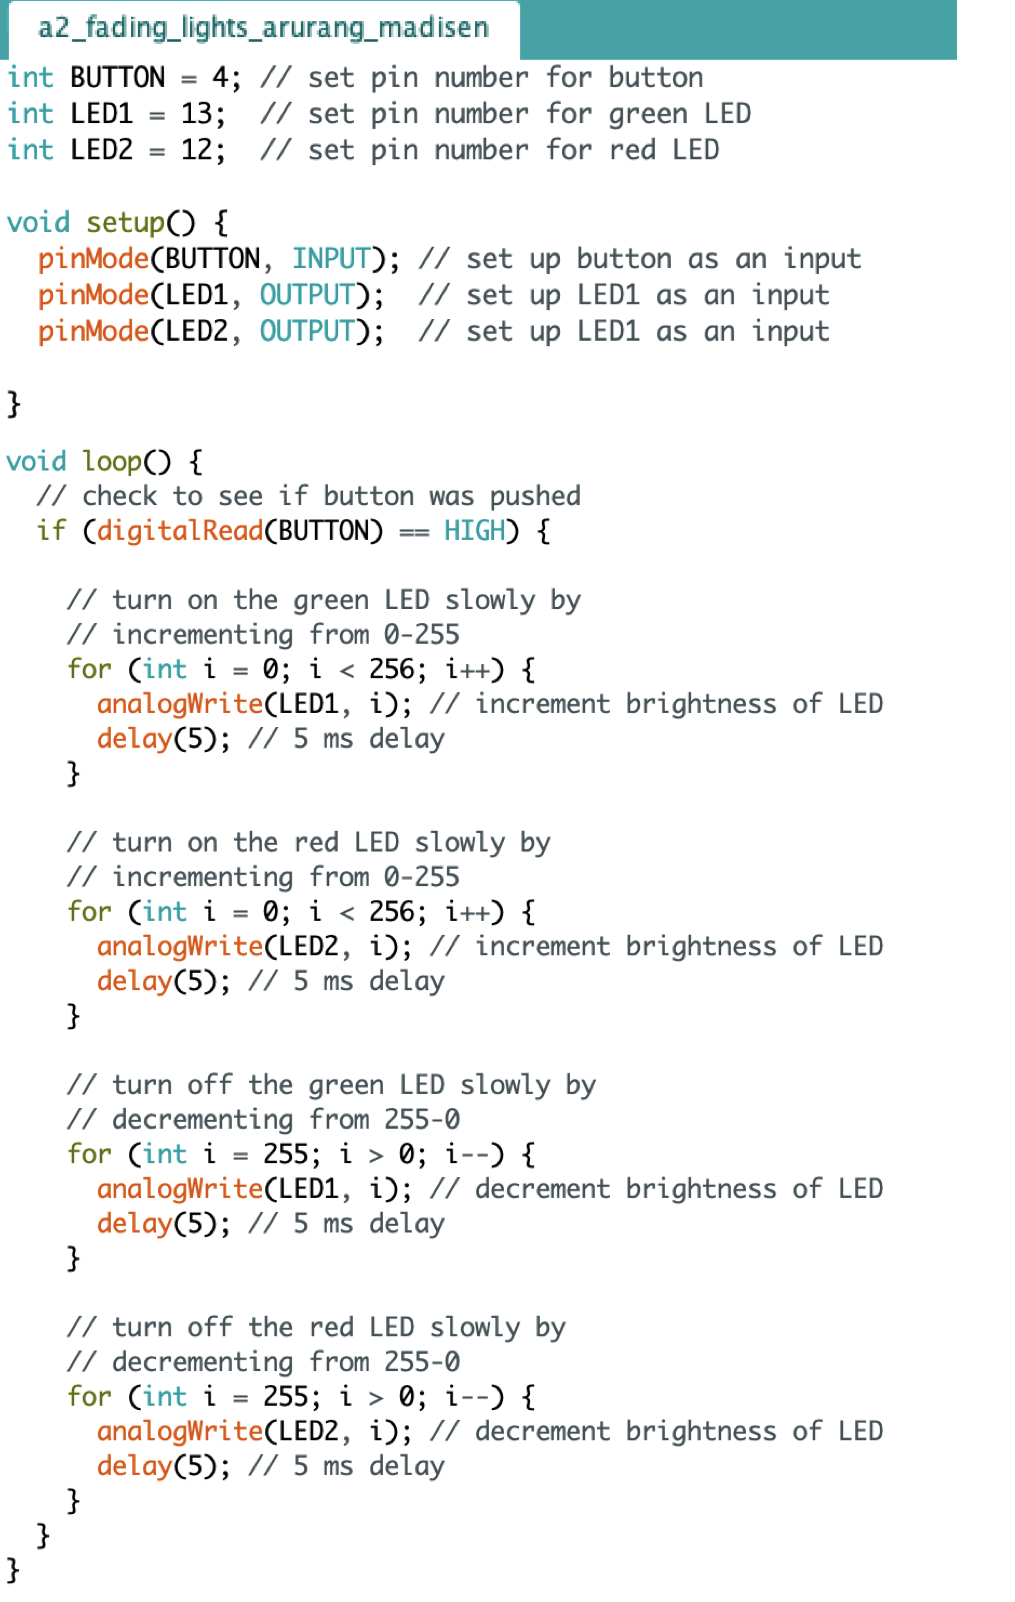 a2_fading_lights_arurang_madisen
int BUTTON = 4; // set pin number for button
int LED1 = 13;  // set pin number for green LED
int LED2 = 12;  // set pin number for red LED

void setup() {
  pinMode(BUTTON, INPUT); // set up button as an input
  pinMode(LED1, OUTPUT);  // set up LED1 as an input
  pinMode(LED2, OUTPUT);  // set up LED1 as an input

}

void loop() {
  // check to see if button was pushed
  if (digitalRead(BUTTON) == HIGH) {

    // turn on the green LED slowly by
    // incrementing from 0-255
    for (int i = 0; i < 256; i++) {
      analogWrite(LED1, i); // increment brightness of LED
      delay(5); // 5 ms delay
    }

    // turn on the red LED slowly by
    // incrementing from 0-255
    for (int i = 0; i < 256; i++) {
      analogWrite(LED2, i); // increment brightness of LED
      delay(5); // 5 ms delay
    }

    // turn off the green LED slowly by
    // decrementing from 255-0
    for (int i = 255; i > 0; i--) {
      analogWrite(LED1, i); // decrement brightness of LED
      delay(5); // 5 ms delay
    }

    // turn off the red LED slowly by
    // decrementing from 255-0
    for (int i = 255; i > 0; i--) {
      analogWrite(LED2, i); // decrement brightness of LED
      delay(5); // 5 ms delay
    }
  }
}